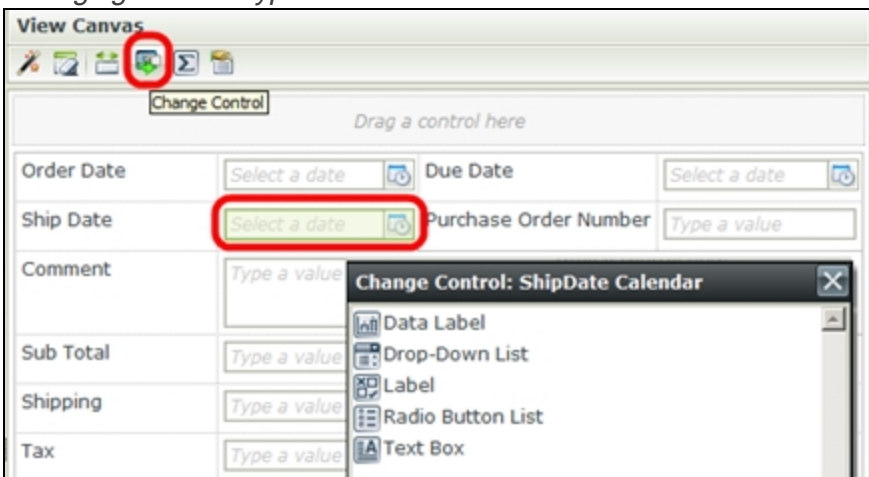 View Canvas
Change Control
Drag a control here
Order Date
Select a date
Due Date
Select a date
Ship Date
Select a date
Purchase Order Number
Type a value
Comment
Type a value
Change Control: ShipDate Calendar
Data Label
Drop-Down List
Label
Radio Button List
Text Box
Sub Total
Type a value
Shipping
Type a value
Tax
Type a value